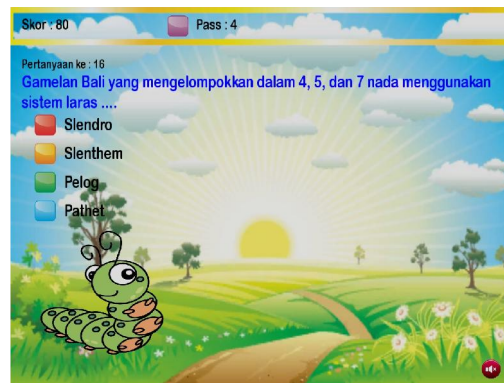 Skor : 80
Pass : 4
Pertanyaan ke : 16
Gamelan Bali yang mengelompokkan dalam 4, 5, dan 7 nada menggunakan
sistem laras ....
Slendro
Slenthem
Pelog
Pathet